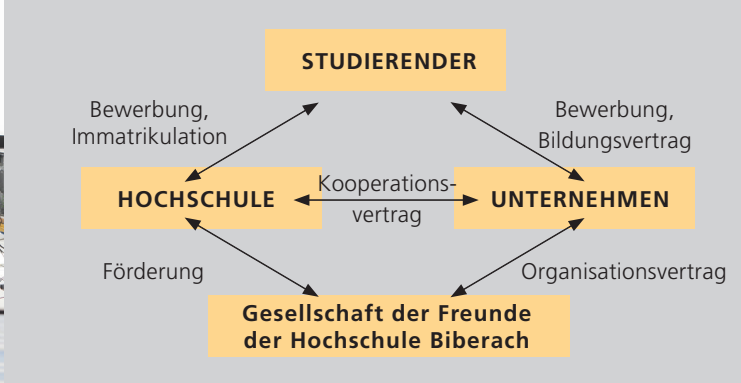 STUDIERENDER
Bewerbung,
Immatrikulation
Bewerbung,
Bildungsvertrag
HOCHSCHULE
Kooperations-
vertrag
UNTERNEHMEN
Förderung
Organisationsvertrag
Gesellschaft der Freunde
der Hochschule Biberach